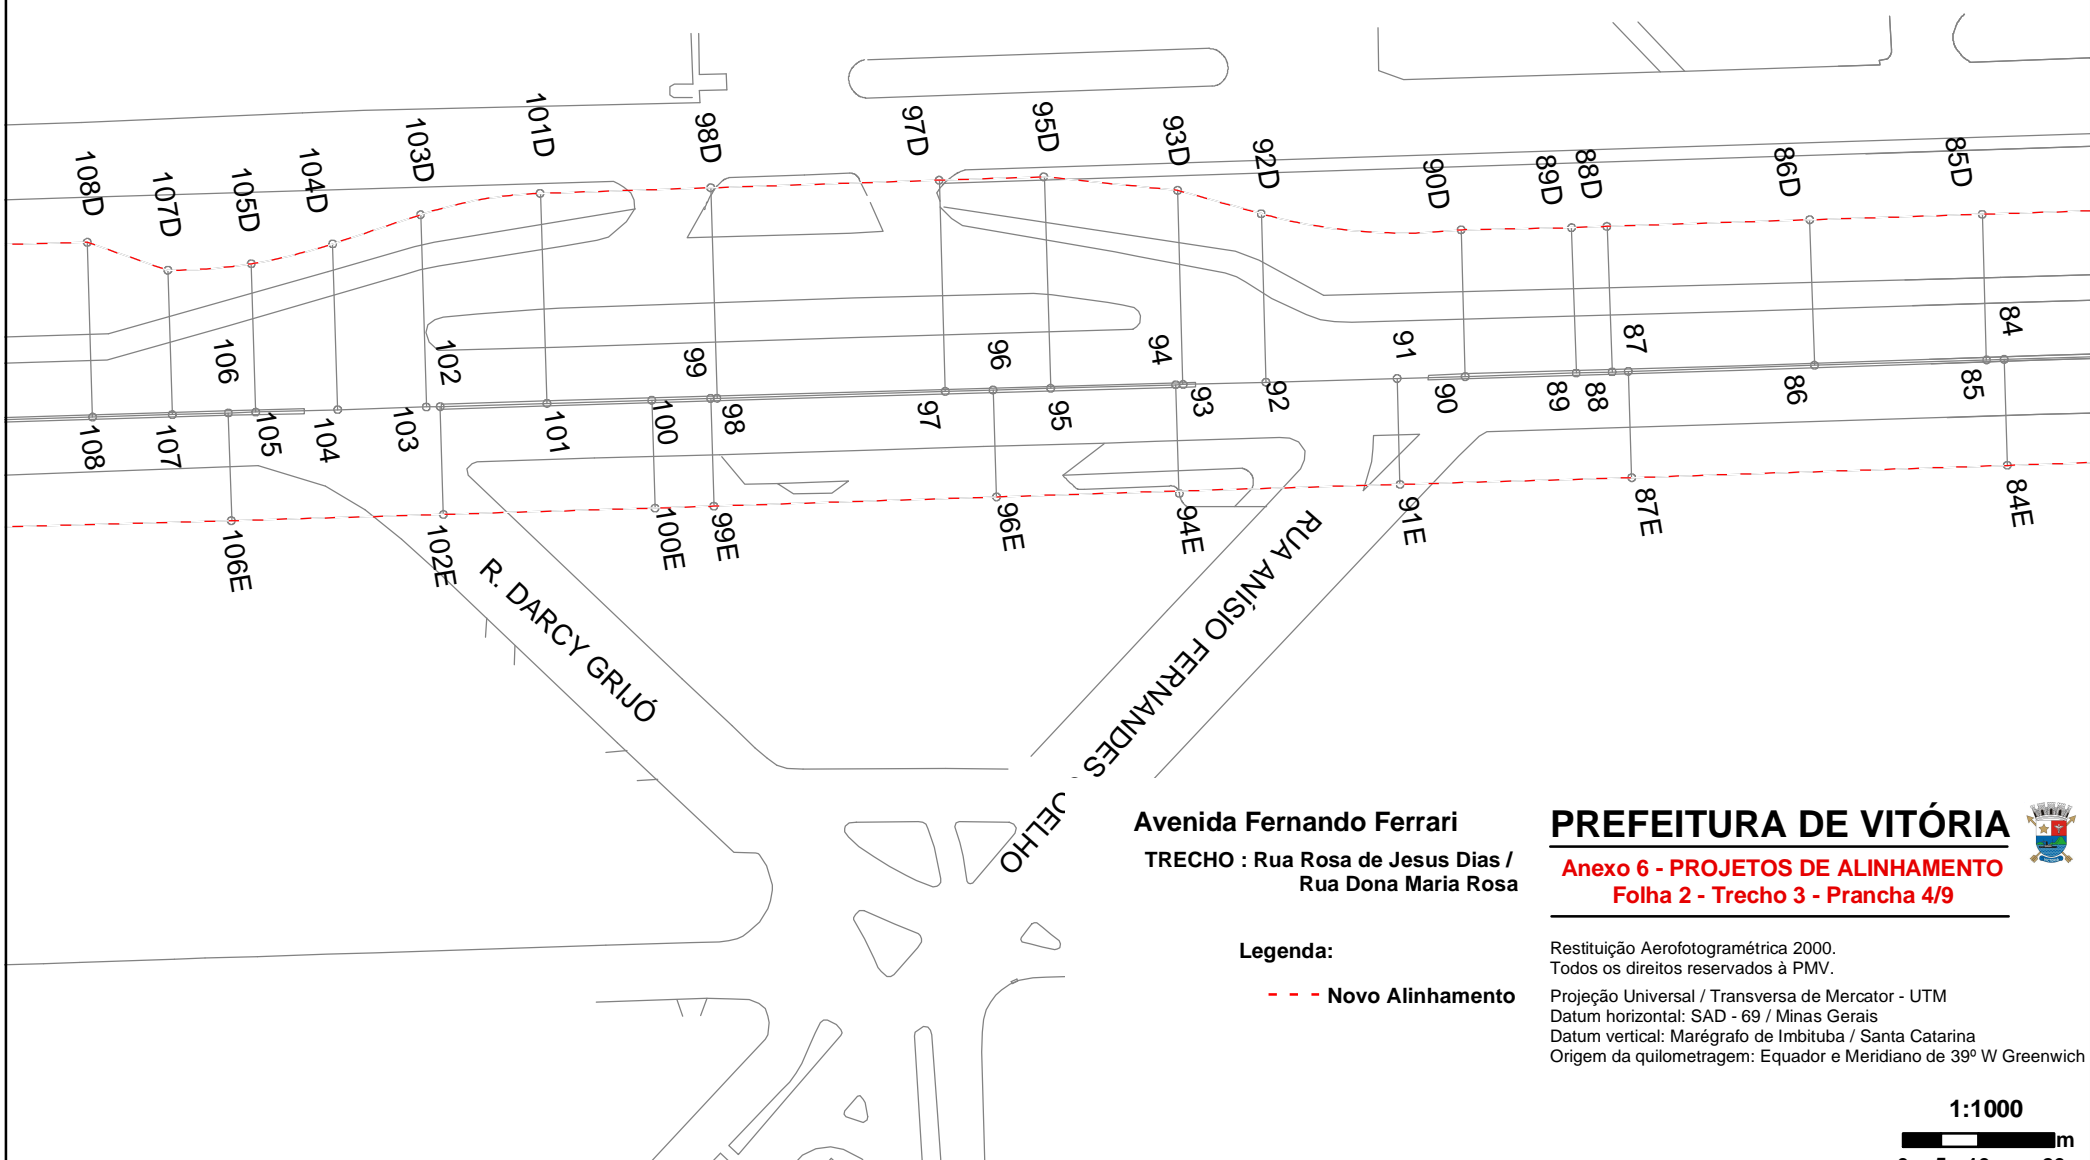 108D
107D
105D
104D
103D
101D
98D
97D
95D
93D
92D
90D
89D
88D
86D
85D
106
102
99
96
94
91
87
84
108
107
105
104
103
101
100
98
97
95
93
92
90
89
88
86
85
106E
102E
100E
99E
96E
94E
91E
87E
84E
R. DARCY GRIJÓ
RUA ANÍSIO FERNANDES OELHO
Avenida Fernando Ferrari
TRECHO : Rua Rosa de Jesus Dias /
Rua Dona Maria Rosa
Legenda:
Novo Alinhamento
PREFEITURA DE VITÓRIA
Anexo 6 - PROJETOS DE ALINHAMENTO
Folha 2 - Trecho 3 - Prancha 4/9
Restituição Aerofotogramétrica 2000.
Todos os direitos reservados à PMV.
Projeção Universal / Transversa de Mercator - UTM
Datum horizontal: SAD - 69 / Minas Gerais
Datum vertical: Marégrafo de Imbituba / Santa Catarina
Origem da quilometragem: Equador e Meridiano de 39º W Greenwich
1:1000
m